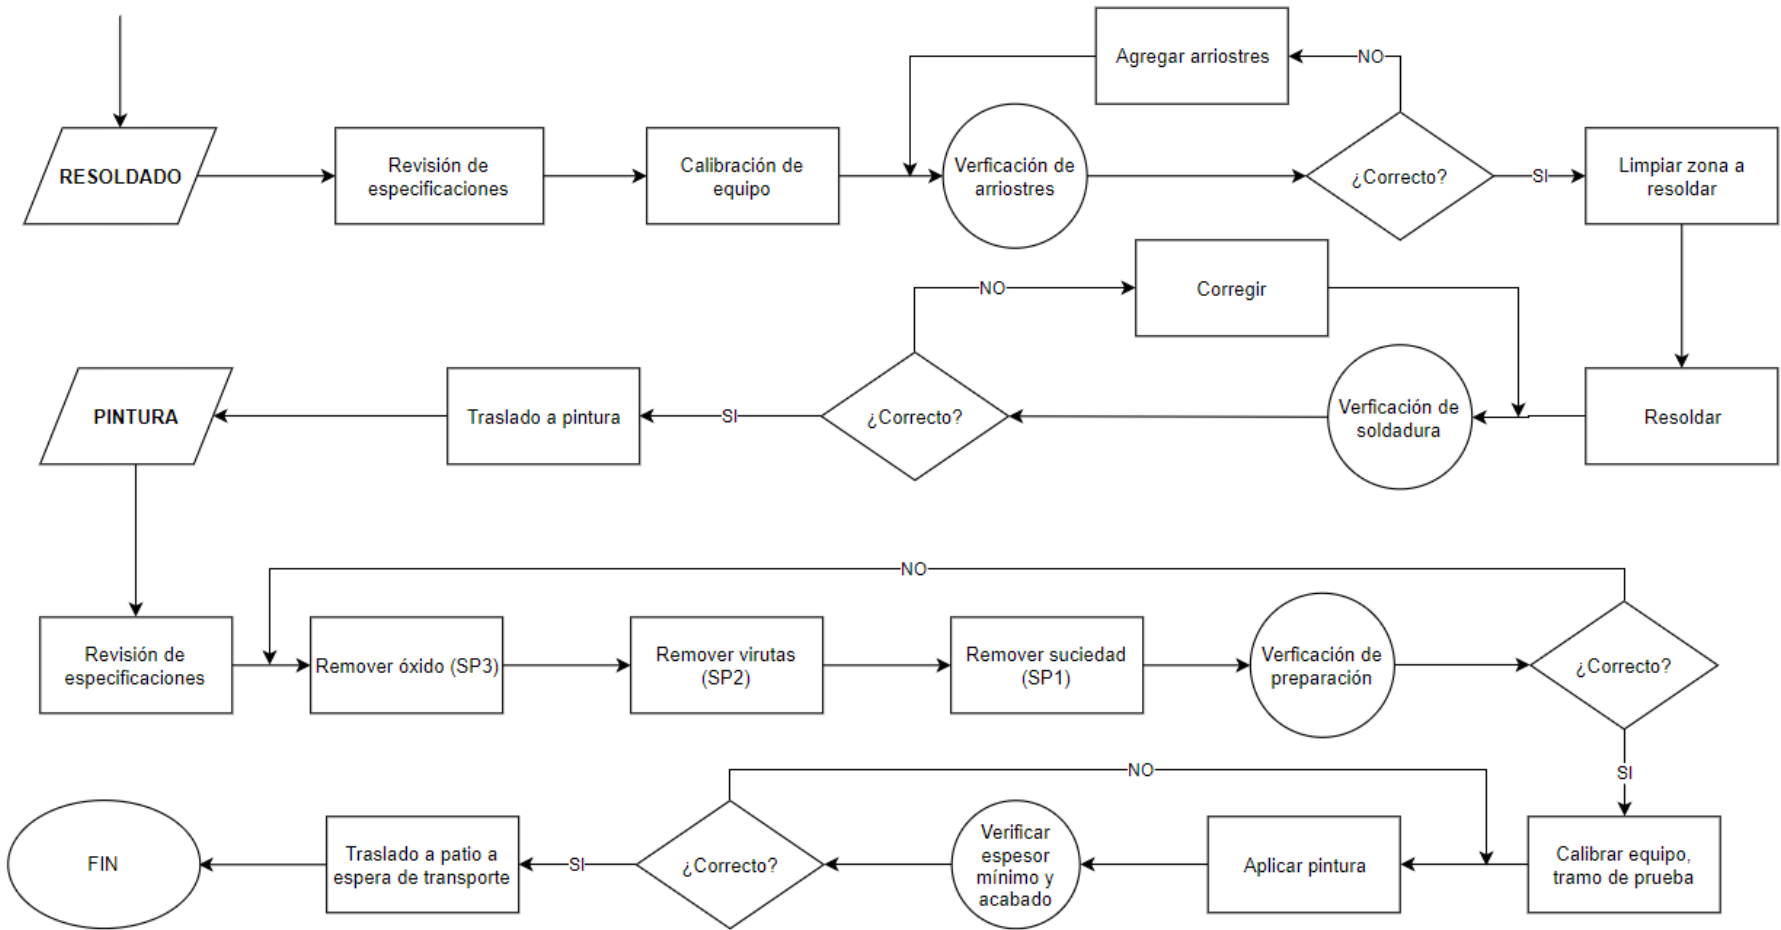 Agregar arriostres
NO
RESOLDADO
Revisión de
especificaciones
Calibración de
equipo
Verficación de
arriostres
¿Correcto?
SI
Limpiar zona a
resoldar
NO
Corregir
PINTURA
Traslado a pintura
SI
¿Correcto?
Verficación de
soldadura
Resoldar
NO
Revisión de
especificaciones
Remover óxido (SP3)
Remover virutas
(SP2)
Remover suciedad
(SP1)
Verficación de
preparación
¿Correcto?
SI
NO
FIN
Traslado a patio a
espera de transporte
SI
¿Correcto?
Verificar
espesor
mínimo y
acabado
Aplicar pintura
Calibrar equipo,
tramo de prueba